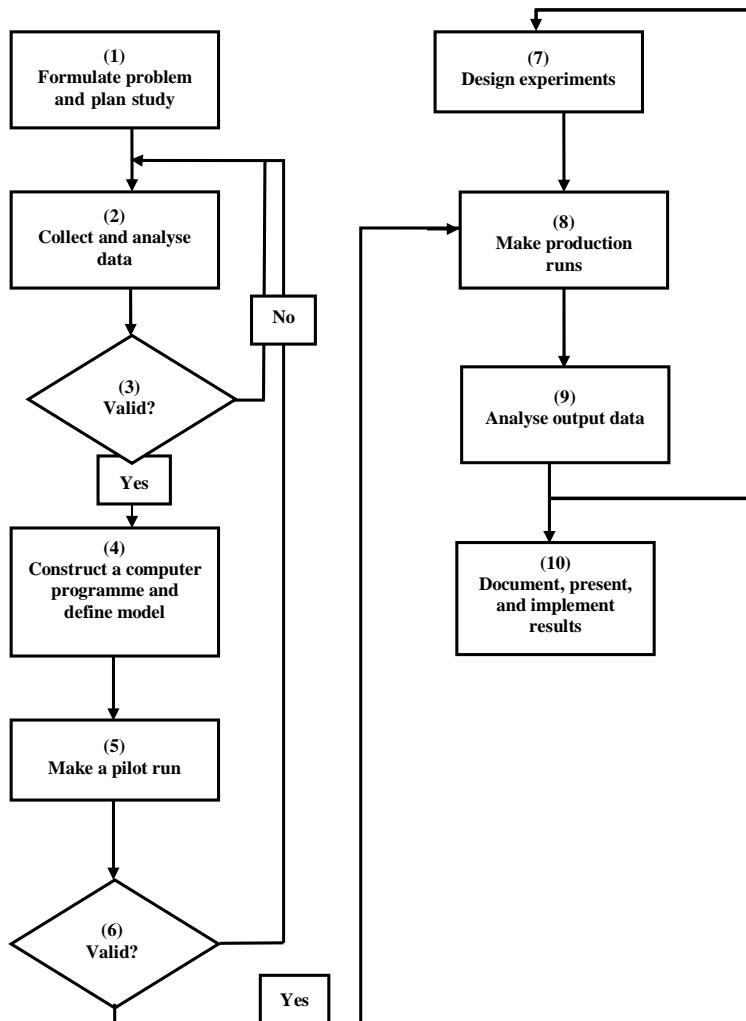 (1)
Formulate problem
and plan study
(2)
Collect and analyse
data
No
(3)
Valid?
Yes
(4)
Construct a computer
programme and
define model
(5)
Make a pilot run
(6)
Valid?
Yes
(7)
Design experiments
(8)
Make production
runs
(9)
Analyse output data
(10)
Document, present,
and implement
results